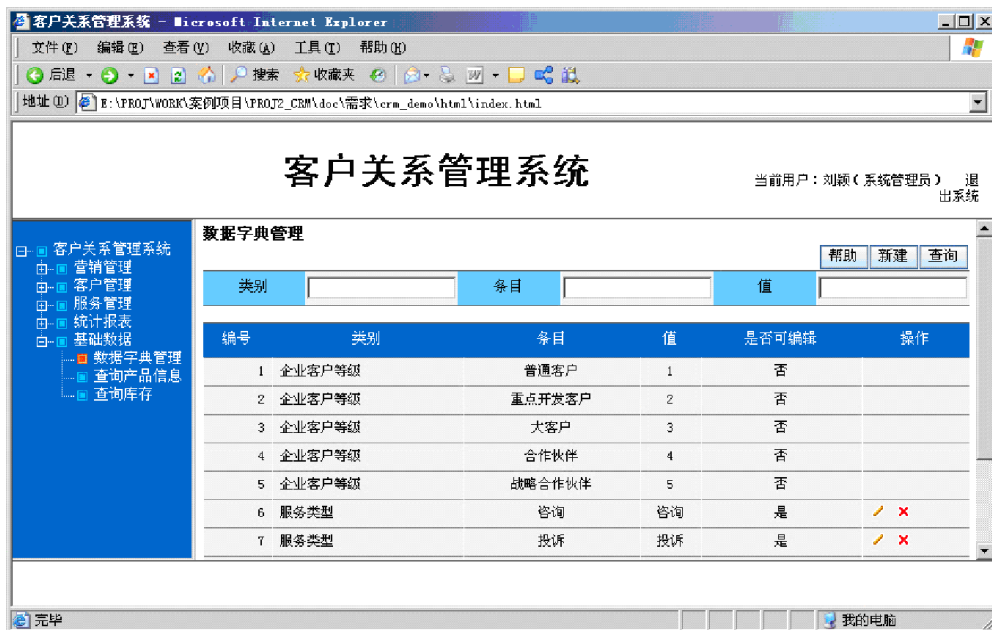 客户关系管理系统 - Microsoft Internet Explorer
文件(F) 编辑(E) 查看(V) 收藏(A) 工具(T) 帮助(H)
后退 搜索 收藏夹
地址(D) E:\PROJ\WORK\案例项目\PROJ2_CRM\doc\需求\crm_demo\html\index.html
客户关系管理系统
当前用户：刘颖(系统管理员) 退
出系统
客户关系管理系统
营销管理
客户管理
服务管理
统计报表
基础数据
数据字典管理
查询产品信息
查询库存
数据字典管理
帮助 新建 查询
类别 条目 值
编号 类别 条目 值 是否可编辑 操作
1 企业客户等级 普通客户 1 否
2 企业客户等级 重点开发客户 2 否
3 企业客户等级 大客户 3 否
4 企业客户等级 合作伙伴 4 否
5 企业客户等级 战略合作伙伴 5 否
6 服务类型 咨询 咨询 是
7 服务类型 投诉 投诉 是
完毕 我的电脑